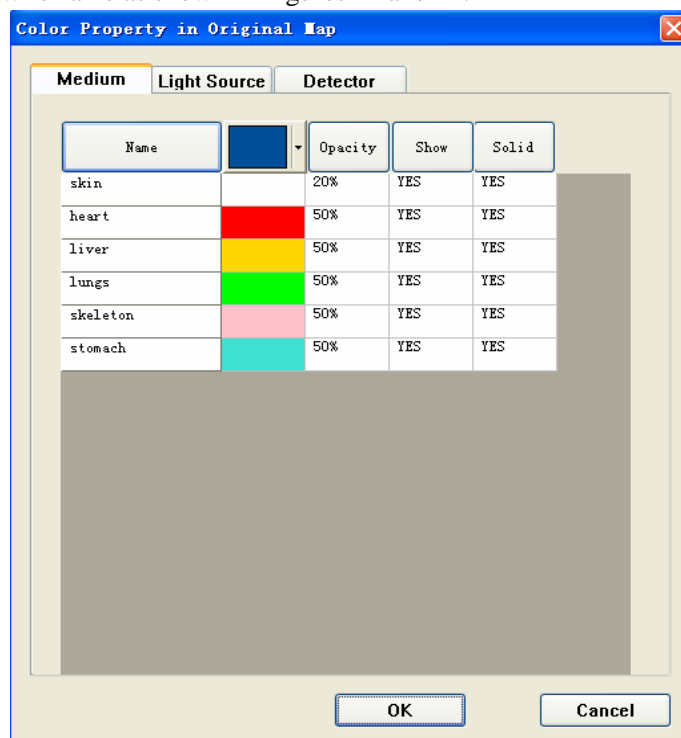 Color Property in Original Map
Medium Light Source Detector
Name Opacity Show Solid
skin 20% YES YES
heart 50% YES YES
liver 50% YES YES
lungs 50% YES YES
skeleton 50% YES YES
stomach 50% YES YES
OK Cancel